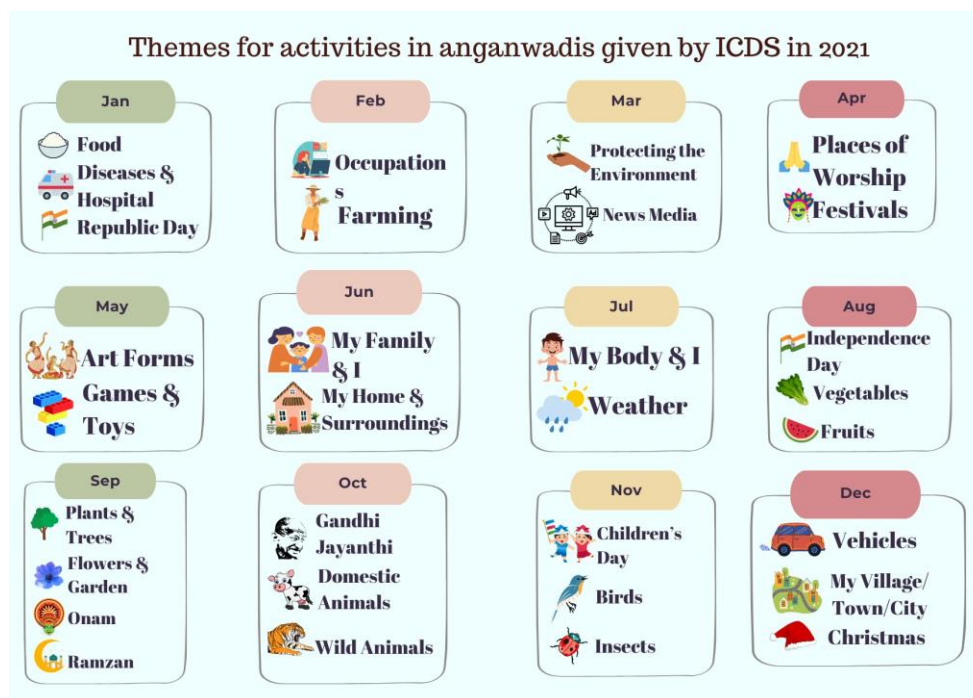 Themes for activities in anganwadis given by ICDS in 2021
Jan
Food
Diseases &
Hospital
Republic Day
Feb
Occupation
s
Farming
Mar
Protecting the
Environment
News Media
Apr
Places of
Worship
Festivals
May
Art Forms
Games &
Toys
Jun
My Family
& I
My Home &
Surroundings
Jul
My Body & I
Weather
Aug
Independence
Day
Vegetables
Fruits
Sep
Plants &
Trees
Flowers &
Garden
Onam
Ramzan
Oct
Gandhi
Jayanthi
Domestic
Animals
Wild Animals
Nov
Children's
Day
Birds
Insects
Dec
Vehicles
My Village/
Town/City
Christmas